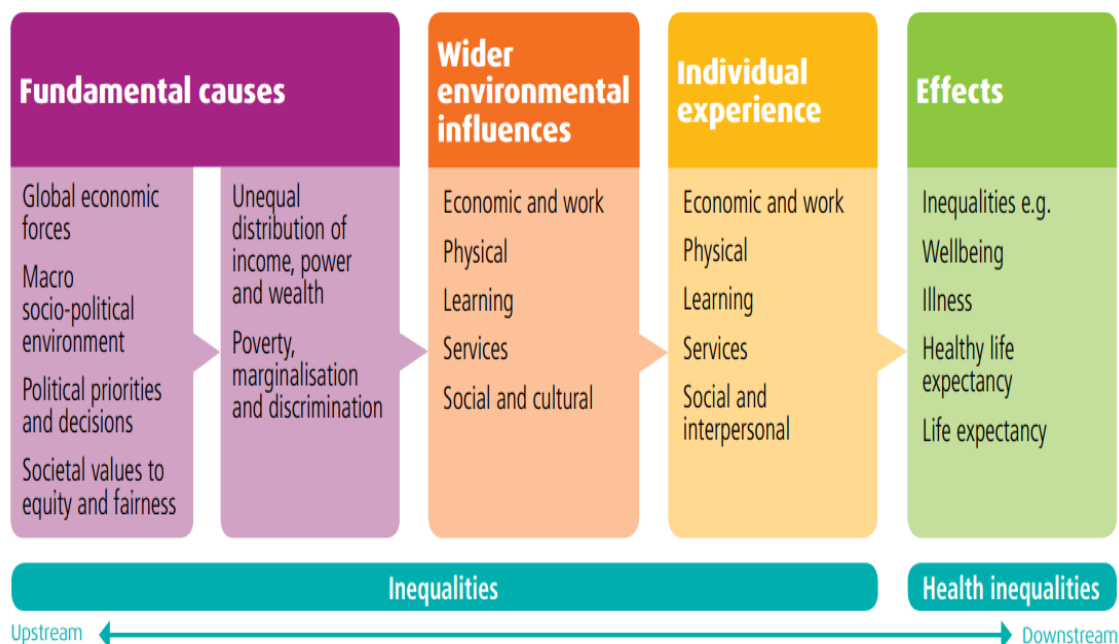 Fundamental causes
Global economic
forces
Macro
socio-political
environment
Political priorities
and decisions
Societal values to
equity and fairness
Unequal
distribution of
income, power
and wealth
Poverty,
marginalisation
and discrimination
Wider
environmental
influences
Economic and work
Physical
Learning
Services
Social and cultural
Individual
experience
Economic and work
Physical
Learning
Services
Social and
interpersonal
Effects
Inequalities e.g.
Wellbeing
Illness
Healthy life
expectancy
Life expectancy
Inequalities
Health inequalities
Upstream
Downstream